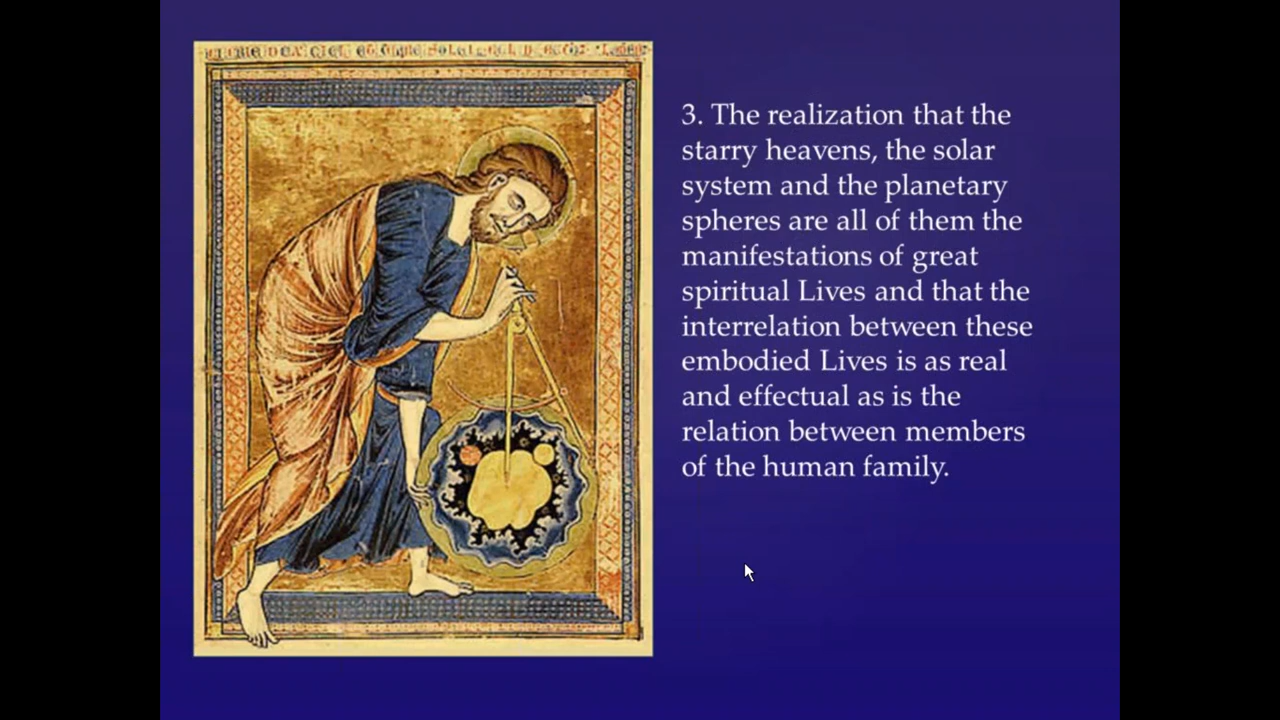 3. The realization that the
starry heavens, the solar
system and the planetary
spheres are all of them the
manifestations of great
spiritual Lives and that the
interrelation between these
embodied Lives is as real
and effectual as is the
relation between members
of the human family.